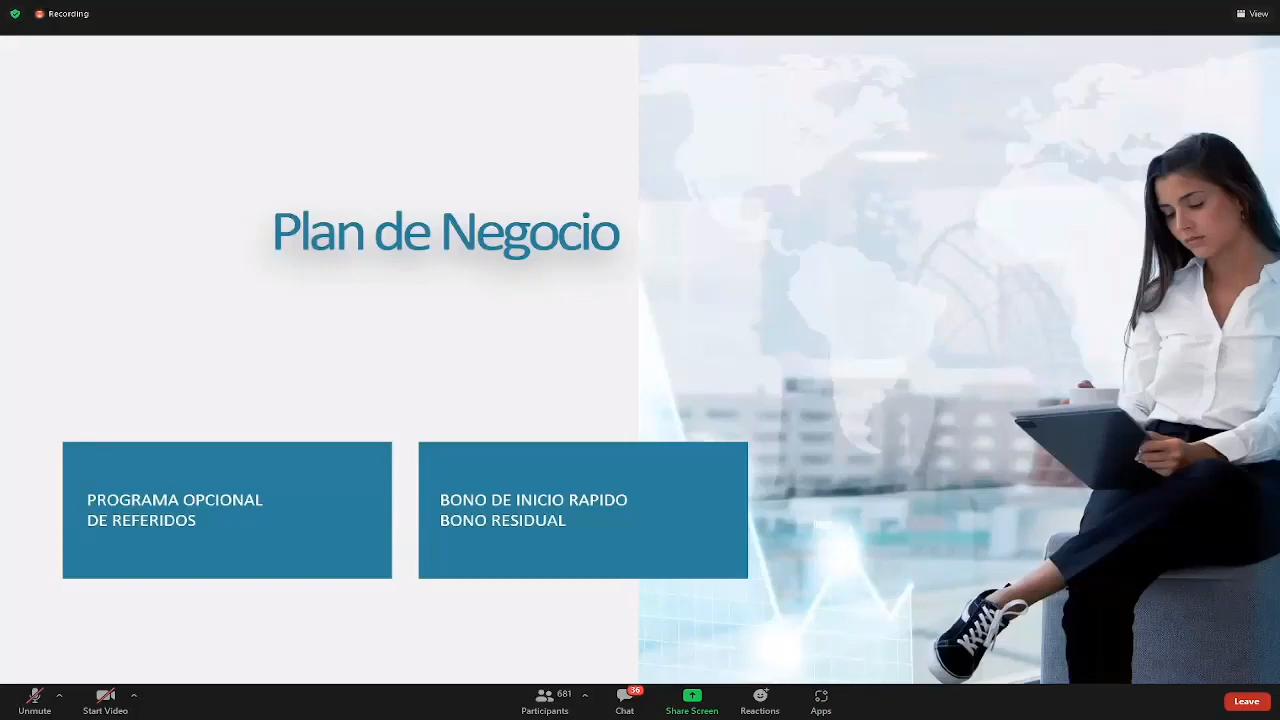 Recording
View
Plan de Negocio
PROGRAMA OPCIONAL
DE REFERIDOS
BONO DE INICIO RAPIDO
BONO RESIDUAL
Unmute
Start Video
681
Participants
36
Chat
Share Screen
Reactions
Apps
Leave